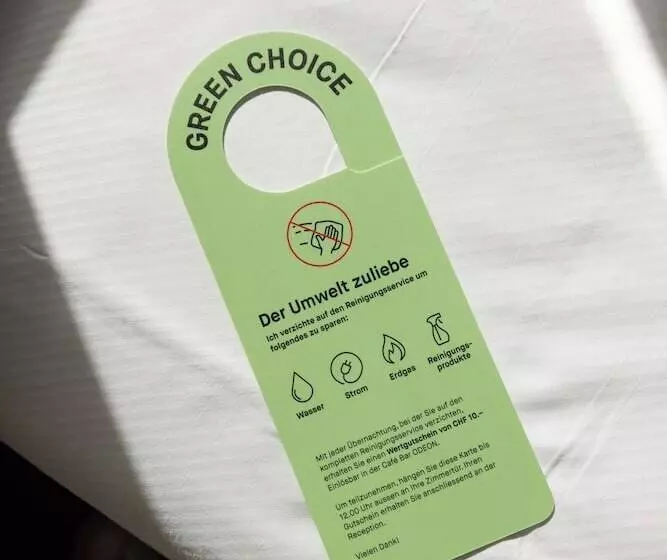 GREEN CHOICE
Der Umwelt zuliebe
Ich verzichte auf den Reinigungsservice um
folgendes zu sparen:
Wasser
Strom
Erdgas
Reinigungs-
produkte
Mit jeder Übernachtung, bei der Sie auf den
kompletten Reinigungsservice verzichten,
erhalten Sie einen Wertgutschein von CHF 10.–
Einlösbar in der Café Bar ODEON.
Um teilzunehmen, hängen Sie diese Karte bis
12.00 Uhr aussen an Ihre Zimmertür. Ihren
Gutschein erhalten Sie anschliessend an der
Reception.
Vielen Dank!